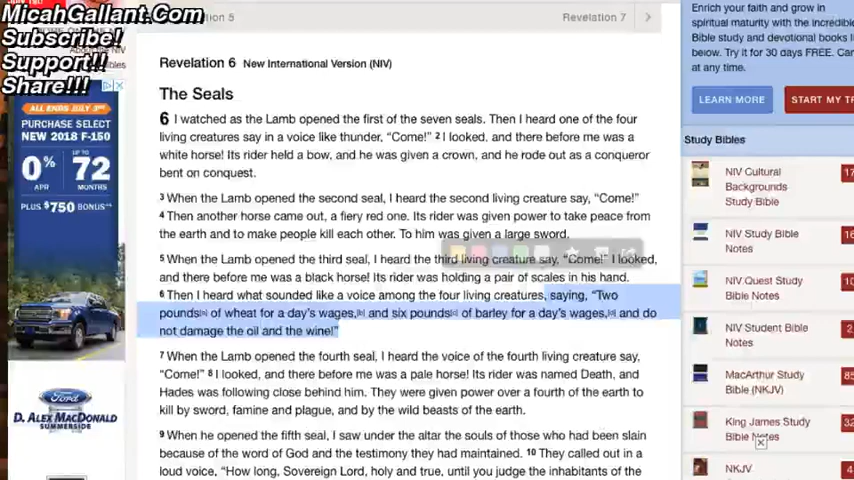 MicahGallant.Com
Subscribe!
Support!!
Share!!!
Revelation 7
Revelation 6 New International Version (NIV)
The Seals
6 I watched as the Lamb opened the first of the seven seals. Then I heard one of the four
living creatures say in a voice like thunder, “Come!” 2 I looked, and there before me was a
white horse! Its rider held a bow, and he was given a crown, and he rode out as a conqueror
bent on conquest.
3 When the Lamb opened the second seal, I heard the second living creature say, “Come!”
4 Then another horse came out, a fiery red one. Its rider was given power to take peace from
the earth and to make people kill each other. To him was given a large sword.
5 When the Lamb opened the third seal, I heard the third living creature say, “Come!” I looked,
and there before me was a black horse! Its rider was holding a pair of scales in his hand.
6 Then I heard what sounded like a voice among the four living creatures, saying, “Two
pounds[a] of wheat for a day’s wages,[b] and six pounds[c] of barley for a day’s wages,[d] and do
not damage the oil and the wine!”
7 When the Lamb opened the fourth seal, I heard the voice of the fourth living creature say,
“Come!” 8 I looked, and there before me was a pale horse! Its rider was named Death, and
Hades was following close behind him. They were given power over a fourth of the earth to
kill by sword, famine and plague, and by the wild beasts of the earth.
9 When he opened the fifth seal, I saw under the altar the souls of those who had been slain
because of the word of God and the testimony they had maintained. 10 They called out in a
loud voice, “How long, Sovereign Lord, holy and true, until you judge the inhabitants of the
ALL ENDS JULY 3RD
PURCHASE SELECT
NEW 2018 F-150
0% APR
UP TO 72 MONTHS
PLUS $750 BONUS
Ford
D. ALEX MACDONALD
SUMMERSIDE
Enrich your faith and grow in
spiritual maturity with the incredible
Bible study and devotional books li
below. Try it for 30 days FREE. Can
at any time.
LEARN MORE
START MY TR
Study Bibles
NIV Cultural
Backgrounds
Study Bible
17
NIV Study Bible
Notes
16
NIV Quest Study
Bible Notes
NIV Student Bible
Notes
MacArthur Study
Bible (NKJV)
85
King James Study
Bible Notes
32
NKJV
4